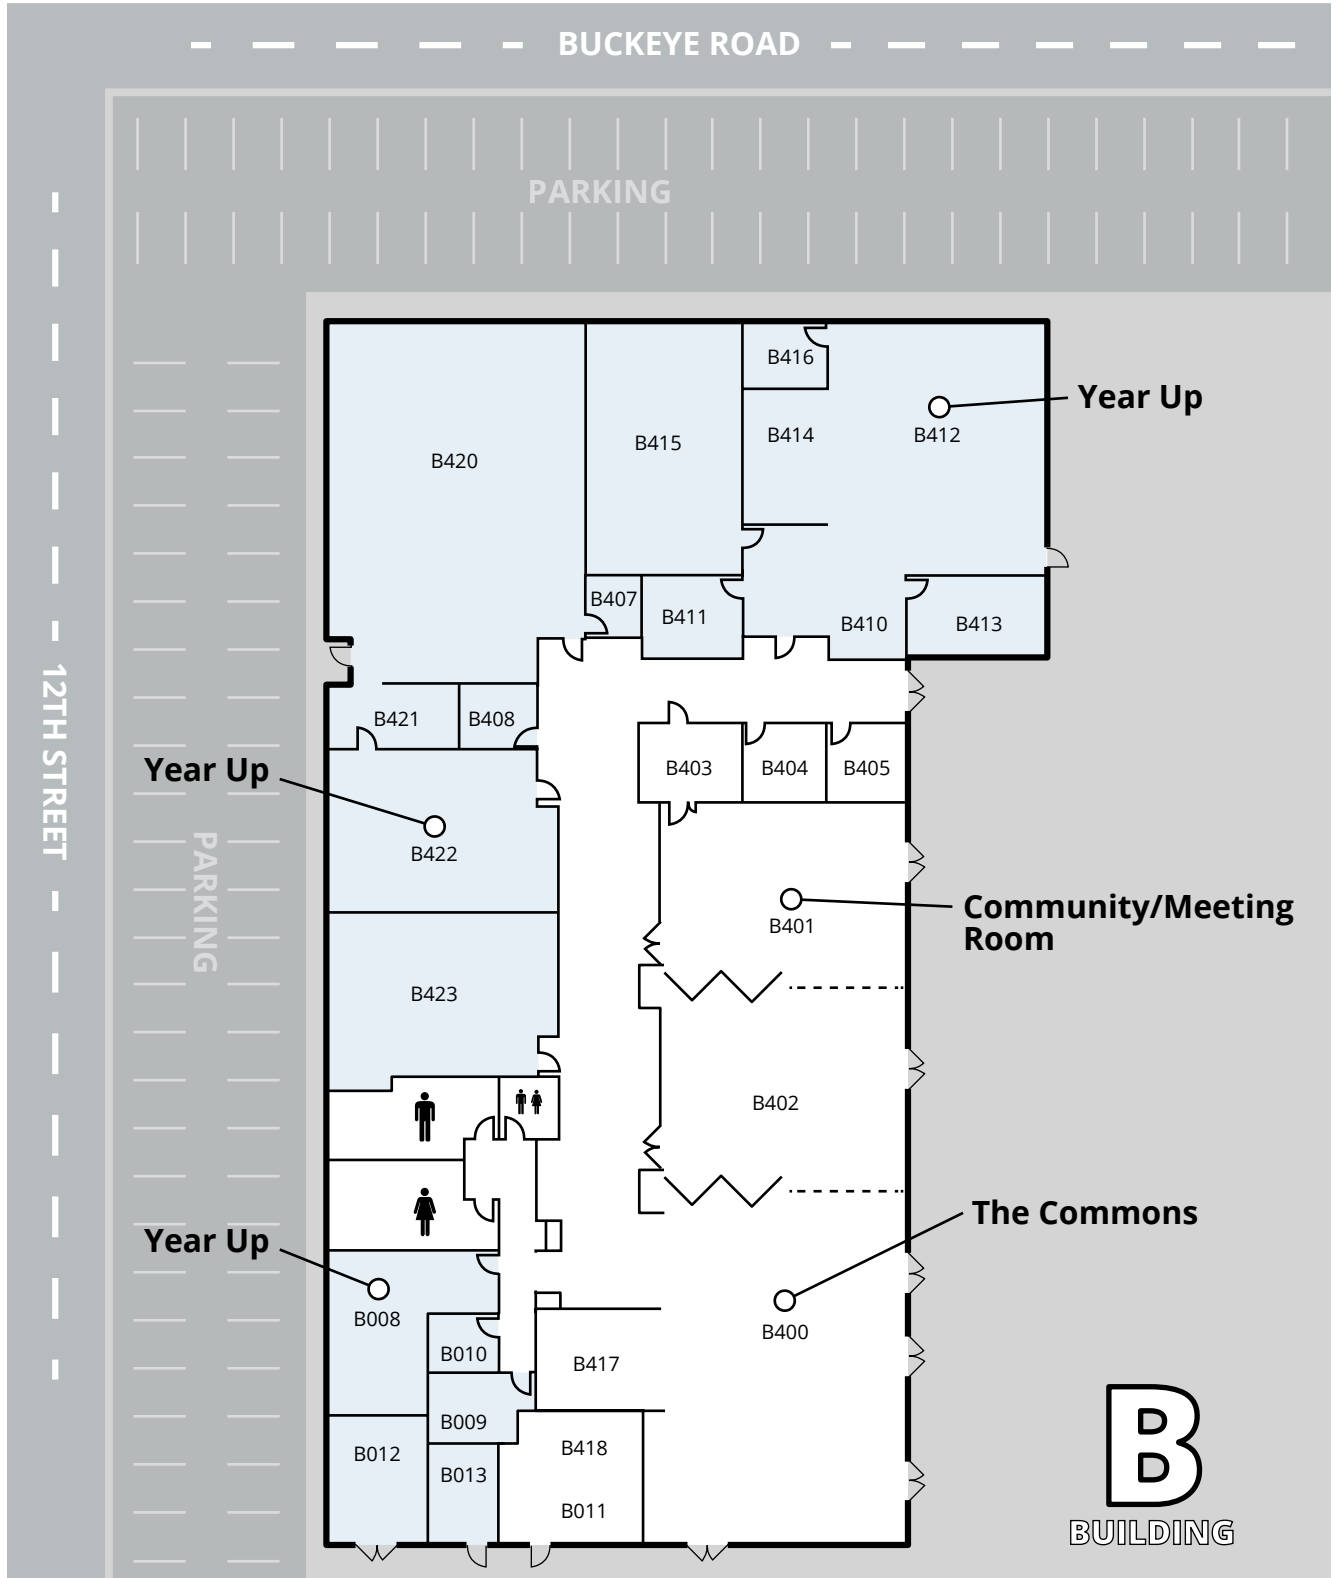 BUCKEYE ROAD
PARKING
B416
Year Up
B414
B412
B415
B420
B407
B411
B410
B413
12TH STREET
B421
B408
B403
B404
B405
Year Up
B422
PARKING
Community/Meeting
Room
B401
B423
B402
The Commons
Year Up
B008
B400
B010
B417
B009
B418
B012
B013
B011
B
BUILDING